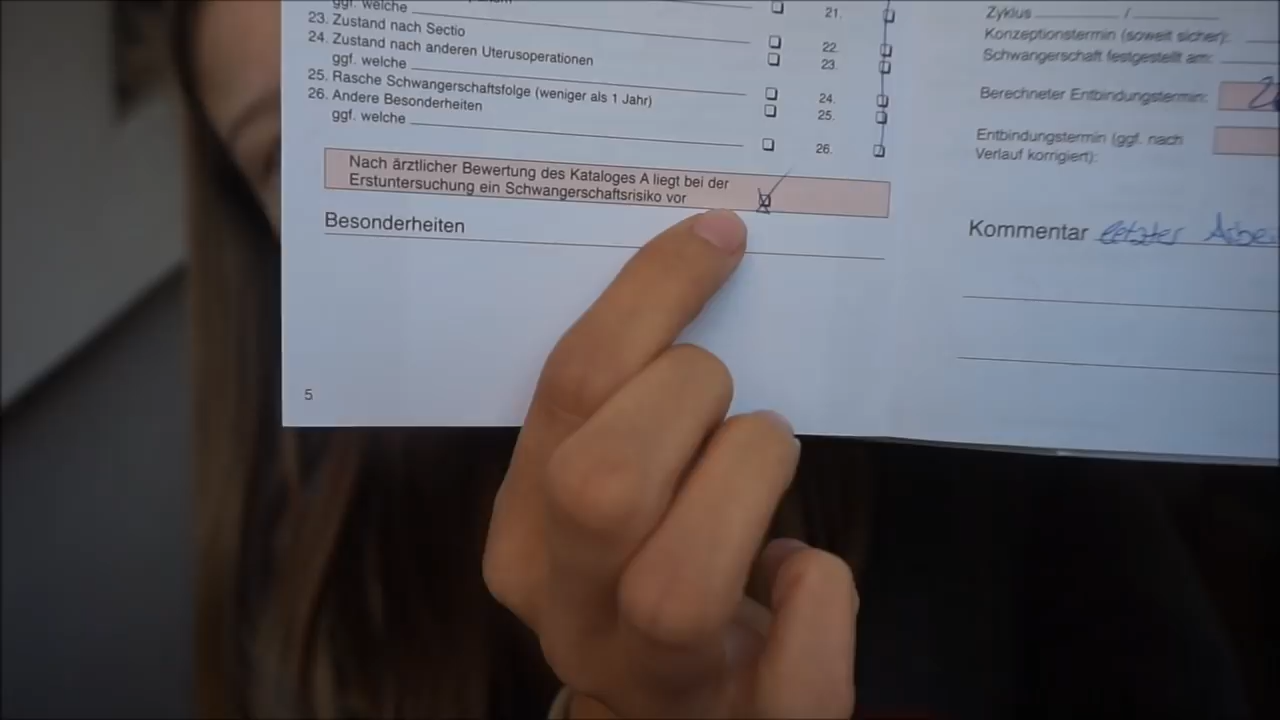 ggf. welche
21.
23. Zustand nach Sectio
22.
24. Zustand nach anderen Uterusoperationen
23.
ggf. welche
25. Rasche Schwangerschaftsfolge (weniger als 1 Jahr)
24.
26. Andere Besonderheiten
25.
ggf. welche
26.
Nach ärztlicher Bewertung des Kataloges A liegt bei der
Erstuntersuchung ein Schwangerschaftsrisiko vor
Besonderheiten
5
Zyklus /
Konzeptionstermin (soweit sicher):
Schwangerschaft festgestellt am:
Berechneter Entbindungstermin:
Entbindungstermin (ggf. nach
Verlauf korrigiert):
Kommentar letzter Arbe